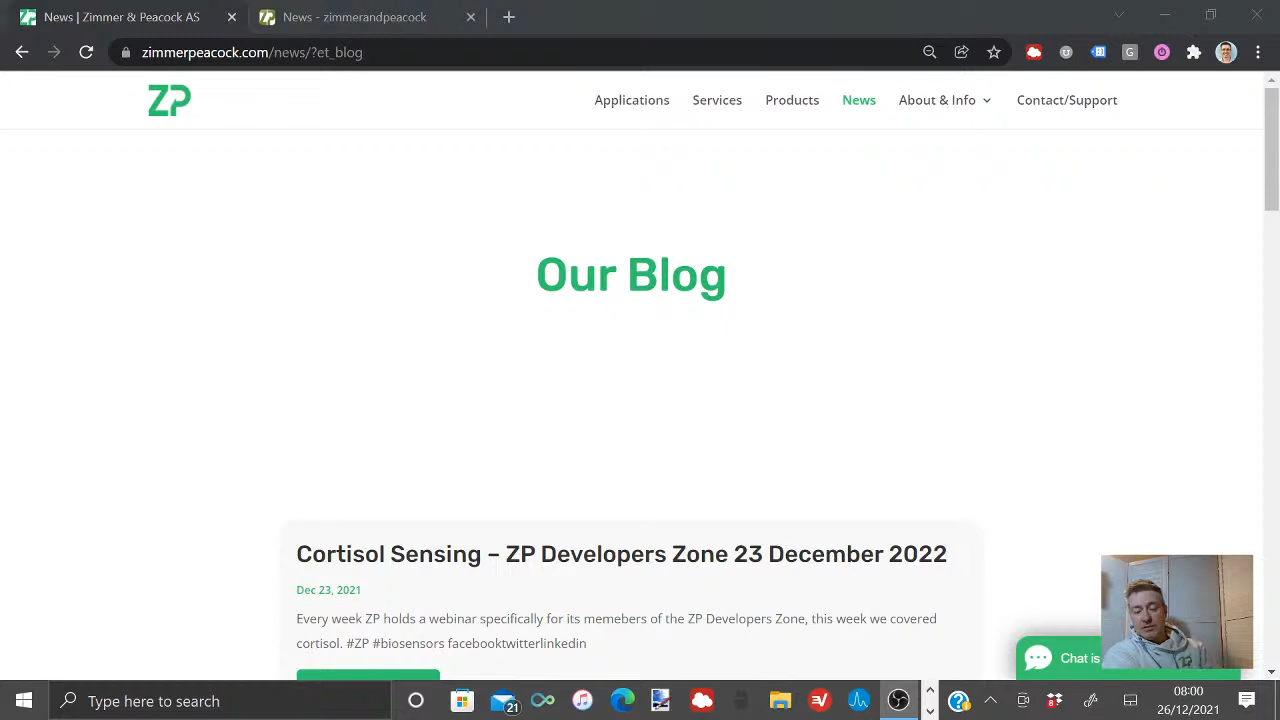 News | Zimmer & Peacock AS
News - zimmerandpeacock
zimmerpeacock.com/news/?et_blog
ZP
Applications Services Products News About & Info Contact/Support
Our Blog
Cortisol Sensing – ZP Developers Zone 23 December 2022
Dec 23, 2021
Every week ZP holds a webinar specifically for its memebers of the ZP Developers Zone, this week we covered
cortisol. #ZP #biosensors facebooktwitterlinkedin
Chat is
Type here to search
21
8
08:00
26/12/2021